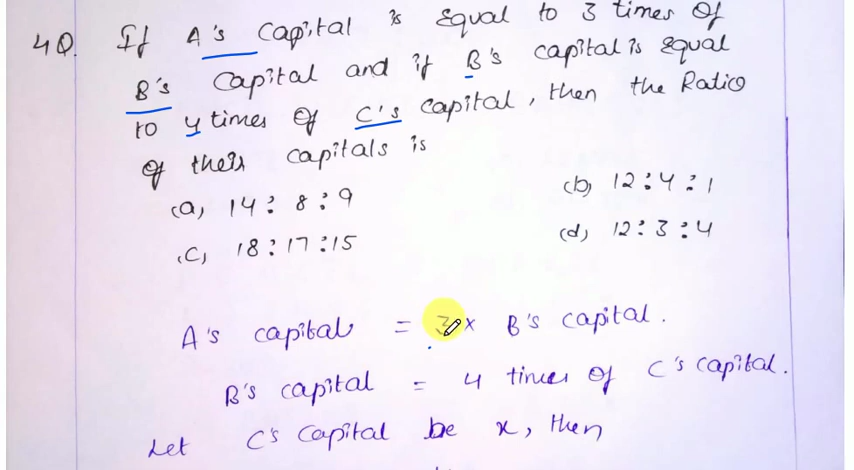 4Q. If A's Capital is Equal to 3 times of
B's Capital and if B's capital is Equal
to 4 times of C's capital, then the Ratio
of their capitals is
(a) 14 : 8 : 9 (b) 12 : 4 : 1
(c) 18 : 17 : 15 (d) 12 : 3 : 4
A's capital = 3 x B's capital.
B's capital = 4 times of C's capital.
Let C's Capital be x, then